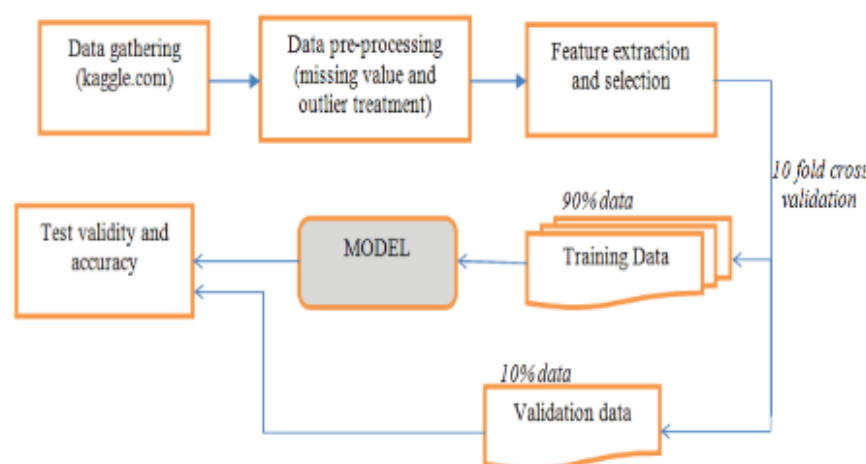 Data gathering
(kaggle.com)
Data pre-processing
(missing value and
outlier treatment)
Feature extraction
and selection
10 fold cross
validation
90% data
Training Data
MODEL
Test validity and
accuracy
10% data
Validation data